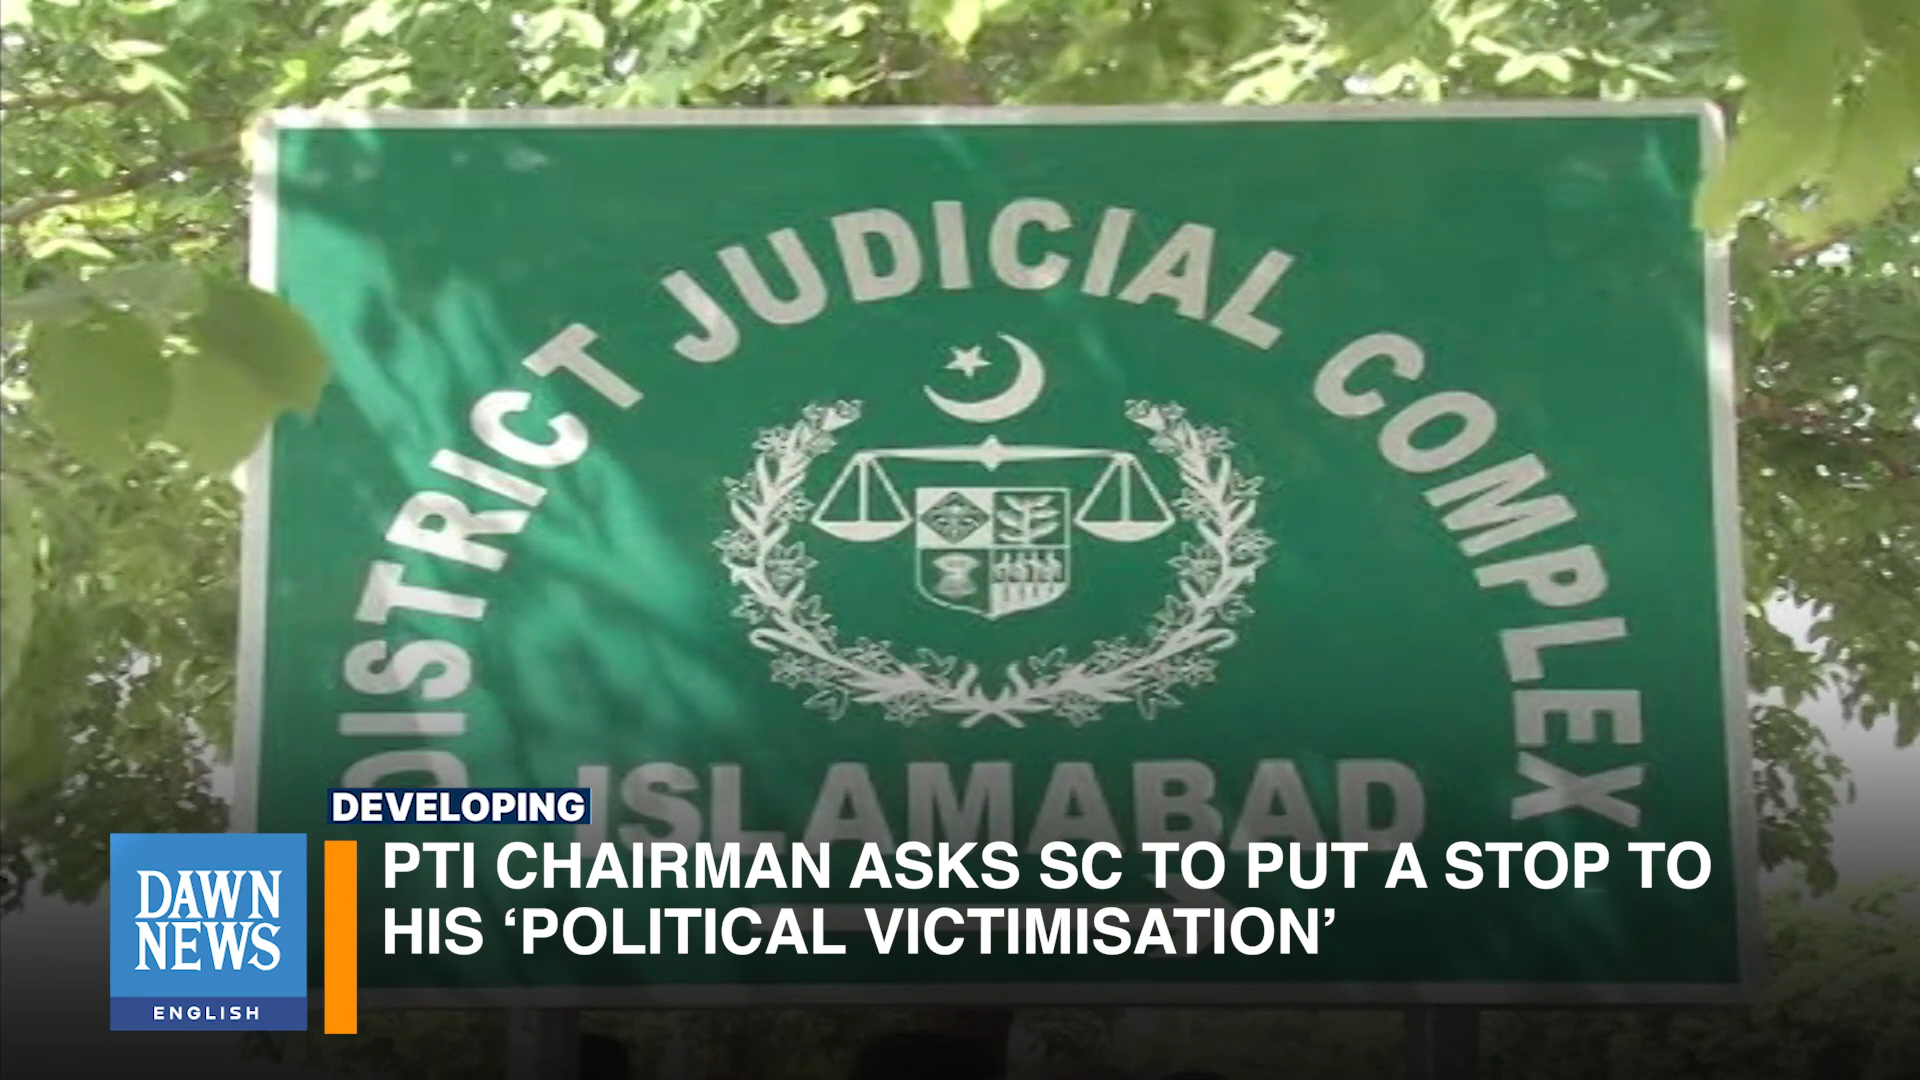 DISTRICT JUDICIAL COMPLEX
ISLAMABAD
DEVELOPING
PTI CHAIRMAN ASKS SC TO PUT A STOP TO
HIS ‘POLITICAL VICTIMISATION’
DAWN
NEWS
ENGLISH